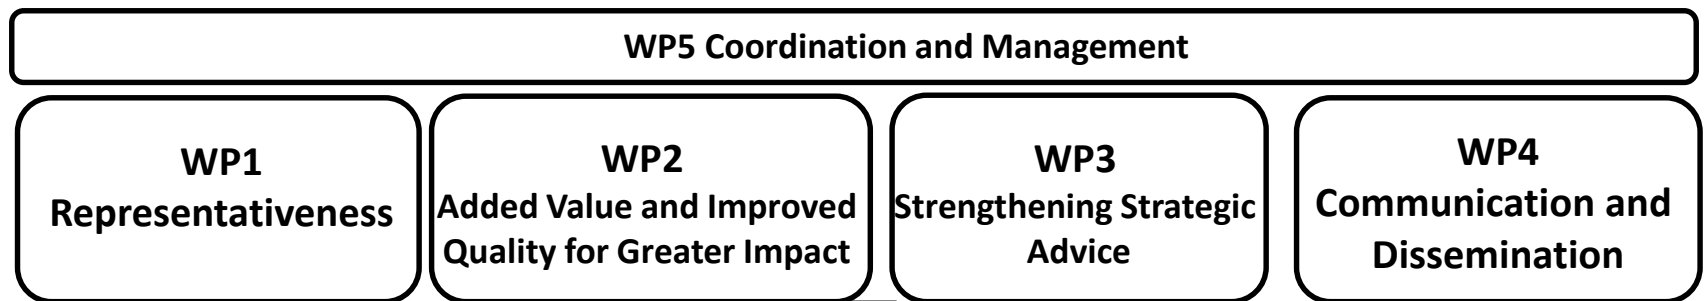 WP5 Coordination and Management
WP1
Representativeness
WP2
Added Value and Improved
Quality for Greater Impact
WP3
Strengthening Strategic
Advice
WP4
Communication and
Dissemination